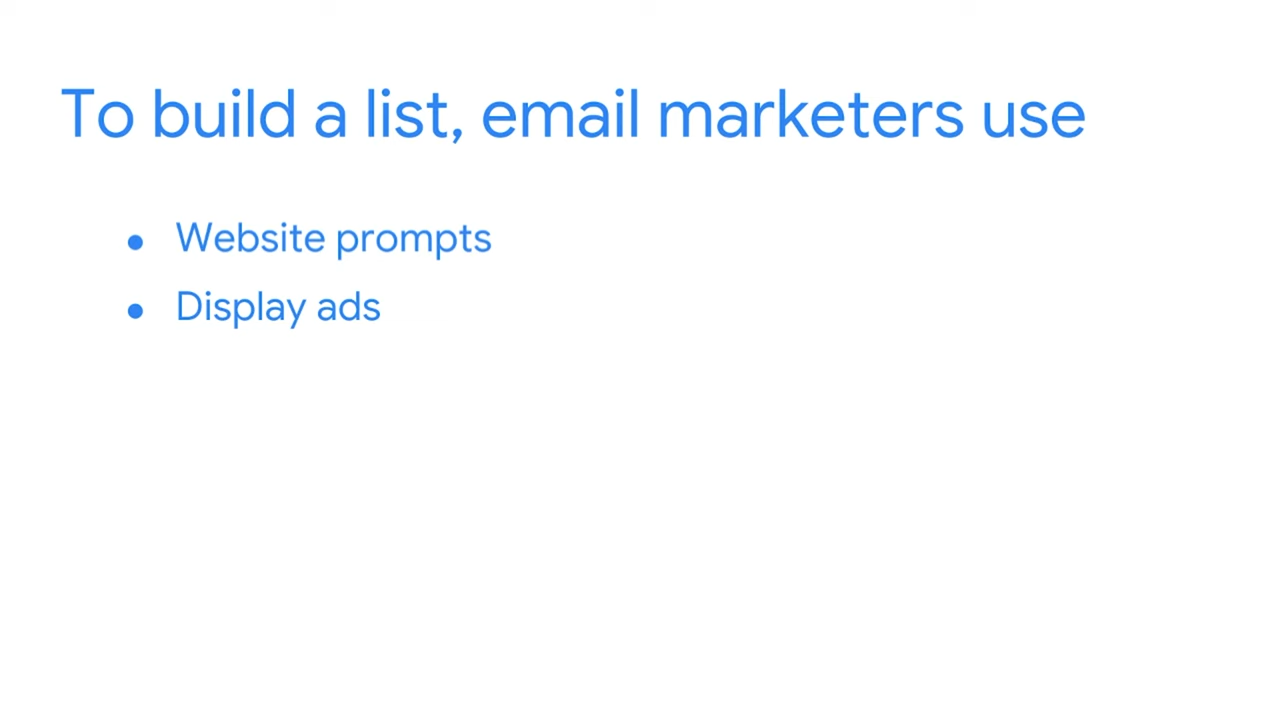 To build a list, email marketers use
● Website prompts
● Display ads